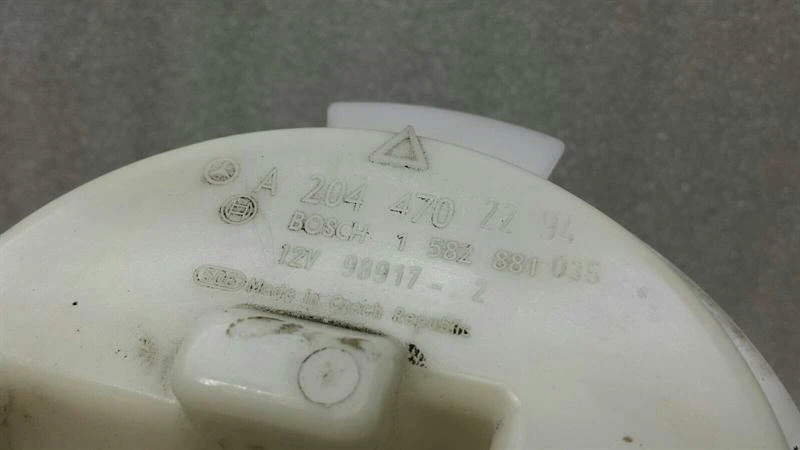 A 204 470 22 94
BOSCH 1 582 881 035
12V 98917- 2
Made in Czech Republic